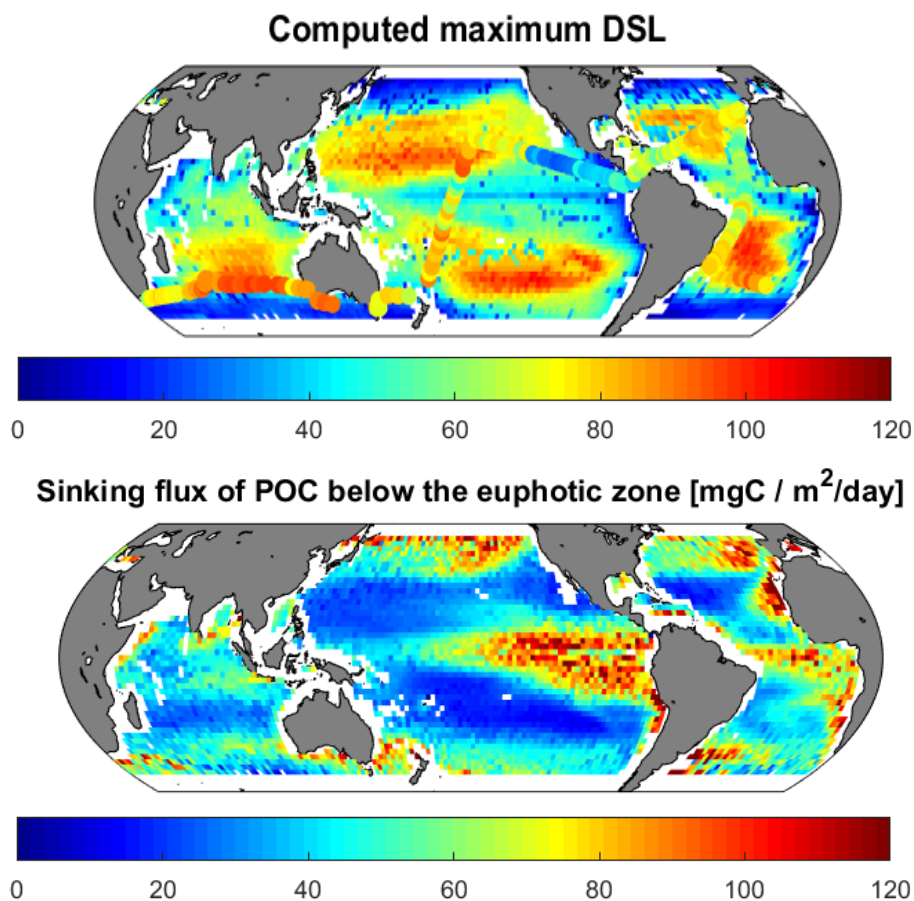 Computed maximum DSL
0 20 40 60 80 100 120
Sinking flux of POC below the euphotic zone [mgC / m²/day]
0 20 40 60 80 100 120